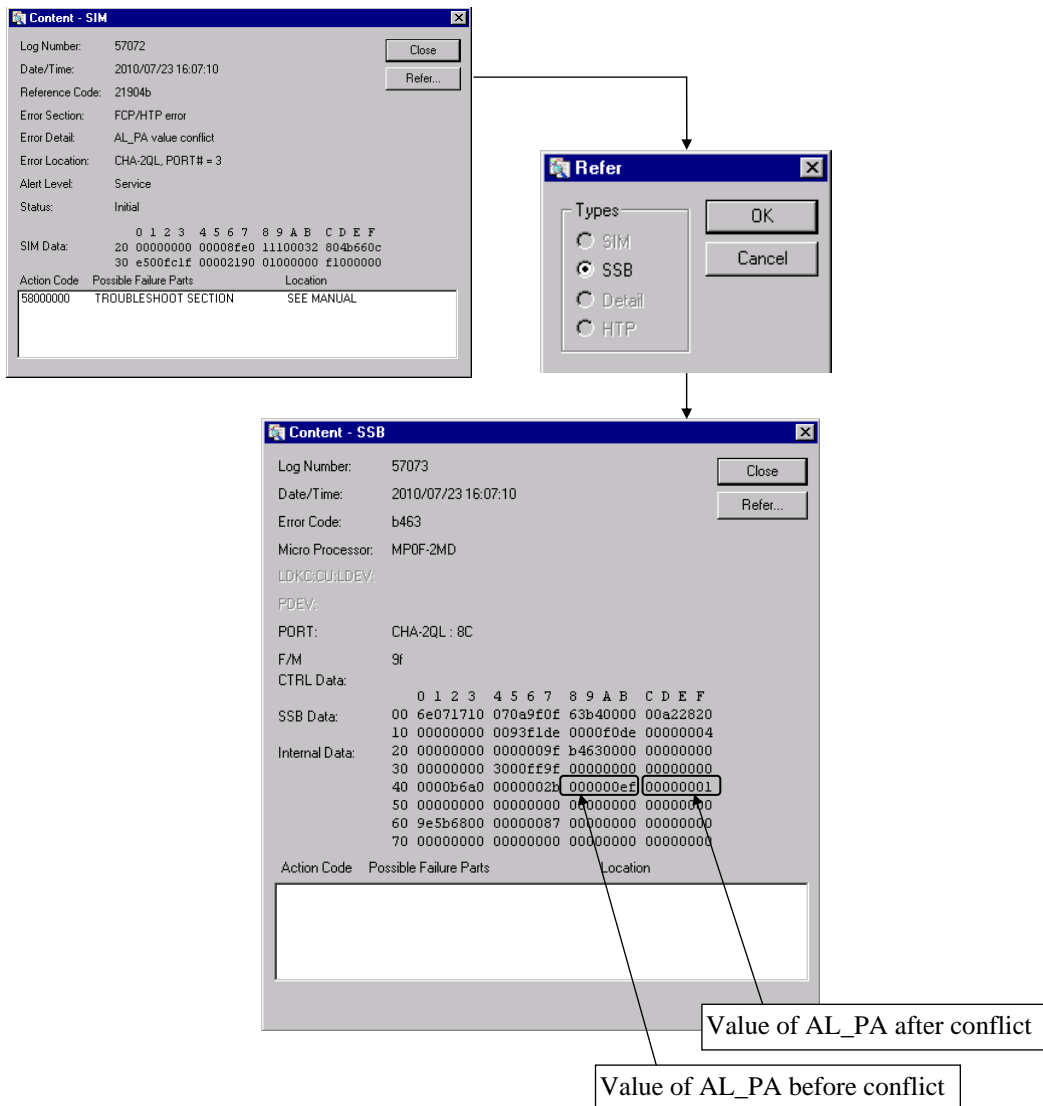 Content - SIM
Log Number: 57072
Close
Date/Time: 2010/07/23 16:07:10
Refer...
Reference Code: 21904b
Error Section: FCP/HTP error
Error Detail: AL_PA value conflict
Error Location: CHA-2QL, PORT# = 3
Alert Level: Service
Status: Initial
0 1 2 3 4 5 6 7 8 9 A B C D E F
SIM Data: 20 00000000 00008fe0 11100032 804b660c
30 e500fc1f 00002190 01000000 f1000000
Action Code Possible Failure Parts Location
58000000 TROUBLESHOOT SECTION SEE MANUAL
Refer
Types
SIM
SSB
Detail
HTP
OK
Cancel
Content - SSB
Log Number: 57073
Close
Date/Time: 2010/07/23 16:07:10
Refer...
Error Code: b463
Micro Processor: MP0F-2MD
LDKC:CU:LDEV:
PDEV:
PORT: CHA-2QL : 8C
F/M 9f
CTRL Data:
0 1 2 3 4 5 6 7 8 9 A B C D E F
SSB Data: 00 6e071710 070a9f0f 63b40000 00a22820
10 00000000 0093f1de 0000f0de 00000004
Internal Data: 20 00000000 0000009f b4630000 00000000
30 00000000 3000ff9f 00000000 00000000
40 0000b6a0 0000002b 000000ef 00000001
50 00000000 00000000 00000000 00000000
60 9e5b6800 00000087 00000000 00000000
70 00000000 00000000 00000000 00000000
Action Code Possible Failure Parts Location
Value of AL_PA after conflict
Value of AL_PA before conflict